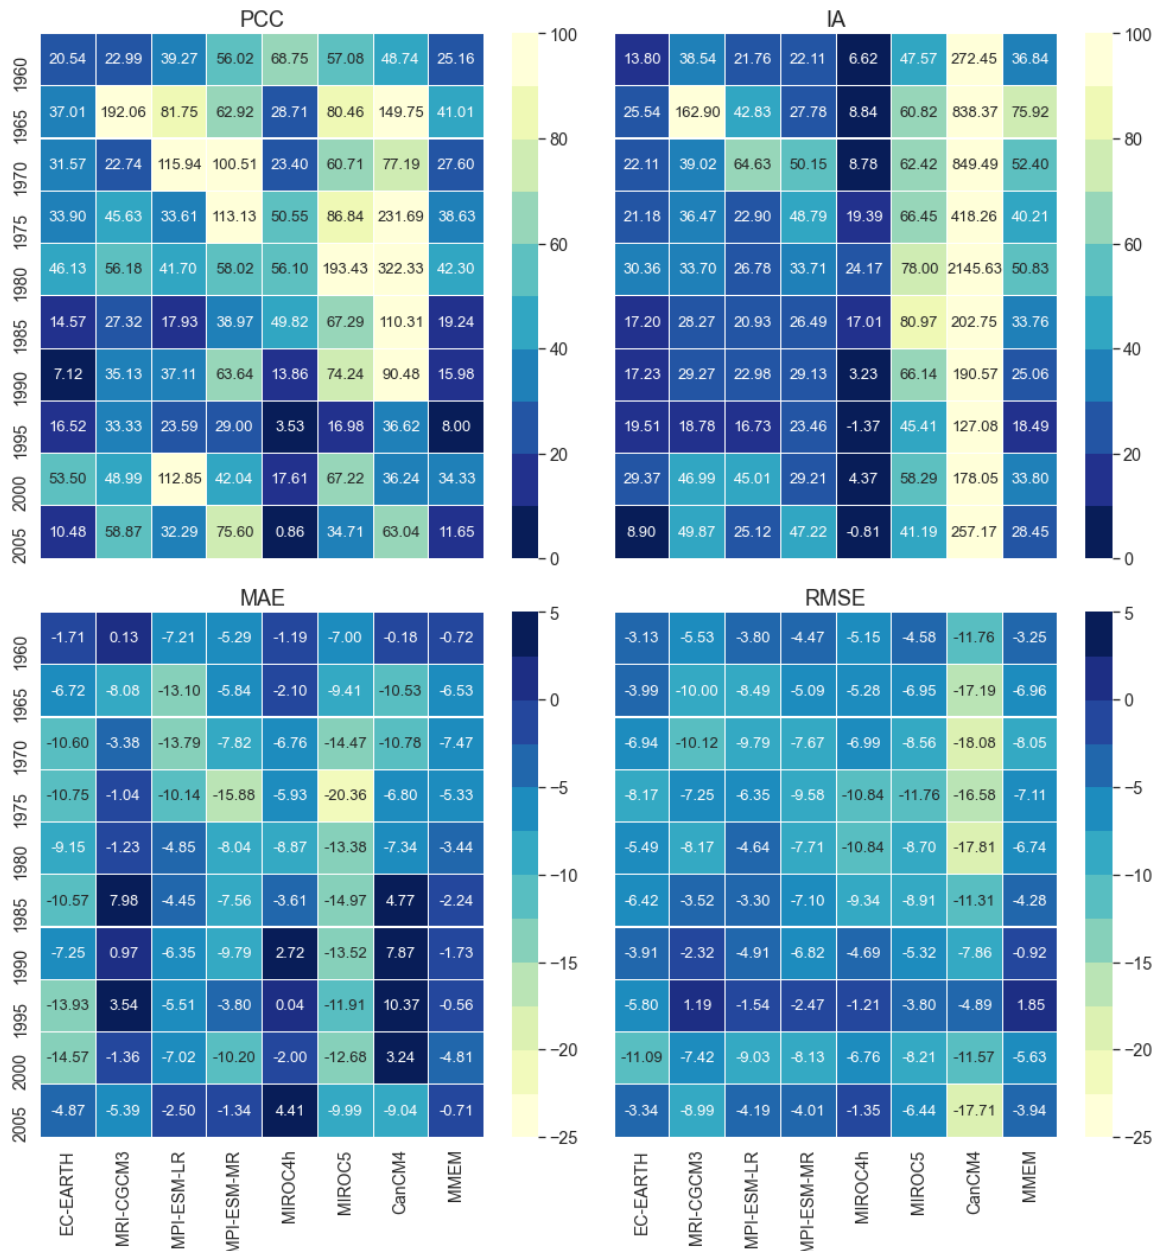 PCC
1960 20.54 22.99 39.27 56.02 68.75 57.08 48.74 25.16
1965 37.01 192.06 81.75 62.92 28.71 80.46 149.75 41.01
1970 31.57 22.74 115.94 100.51 23.40 60.71 77.19 27.60
1975 33.90 45.63 33.61 113.13 50.55 86.84 231.69 38.63
1980 46.13 56.18 41.70 58.02 56.10 193.43 322.33 42.30
1985 14.57 27.32 17.93 38.97 49.82 67.29 110.31 19.24
1990 7.12 35.13 37.11 63.64 13.86 74.24 90.48 15.98
1995 16.52 33.33 23.59 29.00 3.53 16.98 36.62 8.00
2000 53.50 48.99 112.85 42.04 17.61 67.22 36.24 34.33
2005 10.48 58.87 32.29 75.60 0.86 34.71 63.04 11.65
100
80
60
40
20
0
IA
13.80 38.54 21.76 22.11 6.62 47.57 272.45 36.84
25.54 162.90 42.83 27.78 8.84 60.82 838.37 75.92
22.11 39.02 64.63 50.15 8.78 62.42 849.49 52.40
21.18 36.47 22.90 48.79 19.39 66.45 418.26 40.21
30.36 33.70 26.78 33.71 24.17 78.00 2145.63 50.83
17.20 28.27 20.93 26.49 17.01 80.97 202.75 33.76
17.23 29.27 22.98 29.13 3.23 66.14 190.57 25.06
19.51 18.78 16.73 23.46 -1.37 45.41 127.08 18.49
29.37 46.99 45.01 29.21 4.37 58.29 178.05 33.80
8.90 49.87 25.12 47.22 -0.81 41.19 257.17 28.45
100
80
60
40
20
0
MAE
1960 -1.71 0.13 -7.21 -5.29 -1.19 -7.00 -0.18 -0.72
1965 -6.72 -8.08 -13.10 -5.84 -2.10 -9.41 -10.53 -6.53
1970 -10.60 -3.38 -13.79 -7.82 -6.76 -14.47 -10.78 -7.47
1975 -10.75 -1.04 -10.14 -15.88 -5.93 -20.36 -6.80 -5.33
1980 -9.15 -1.23 -4.85 -8.04 -8.87 -13.38 -7.34 -3.44
1985 -10.57 7.98 -4.45 -7.56 -3.61 -14.97 4.77 -2.24
1990 -7.25 0.97 -6.35 -9.79 2.72 -13.52 7.87 -1.73
1995 -13.93 3.54 -5.51 -3.80 0.04 -11.91 10.37 -0.56
2000 -14.57 -1.36 -7.02 -10.20 -2.00 -12.68 3.24 -4.81
2005 -4.87 -5.39 -2.50 -1.34 4.41 -9.99 -9.04 -0.71
EC-EARTH MRI-CGCM3 MPI-ESM-LR MPI-ESM-MR MIROC4h MIROC5 CanCM4 MMEM
5
0
−5
−10
−15
−20
−25
RMSE
-3.13 -5.53 -3.80 -4.47 -5.15 -4.58 -11.76 -3.25
-3.99 -10.00 -8.49 -5.09 -5.28 -6.95 -17.19 -6.96
-6.94 -10.12 -9.79 -7.67 -6.99 -8.56 -18.08 -8.05
-8.17 -7.25 -6.35 -9.58 -10.84 -11.76 -16.58 -7.11
-5.49 -8.17 -4.64 -7.71 -10.84 -8.70 -17.81 -6.74
-6.42 -3.52 -3.30 -7.10 -9.34 -8.91 -11.31 -4.28
-3.91 -2.32 -4.91 -6.82 -4.69 -5.32 -7.86 -0.92
-5.80 1.19 -1.54 -2.47 -1.21 -3.80 -4.89 1.85
-11.09 -7.42 -9.03 -8.13 -6.76 -8.21 -11.57 -5.63
-3.34 -8.99 -4.19 -4.01 -1.35 -6.44 -17.71 -3.94
EC-EARTH MRI-CGCM3 MPI-ESM-LR MPI-ESM-MR MIROC4h MIROC5 CanCM4 MMEM
5
0
−5
−10
−15
−20
−25